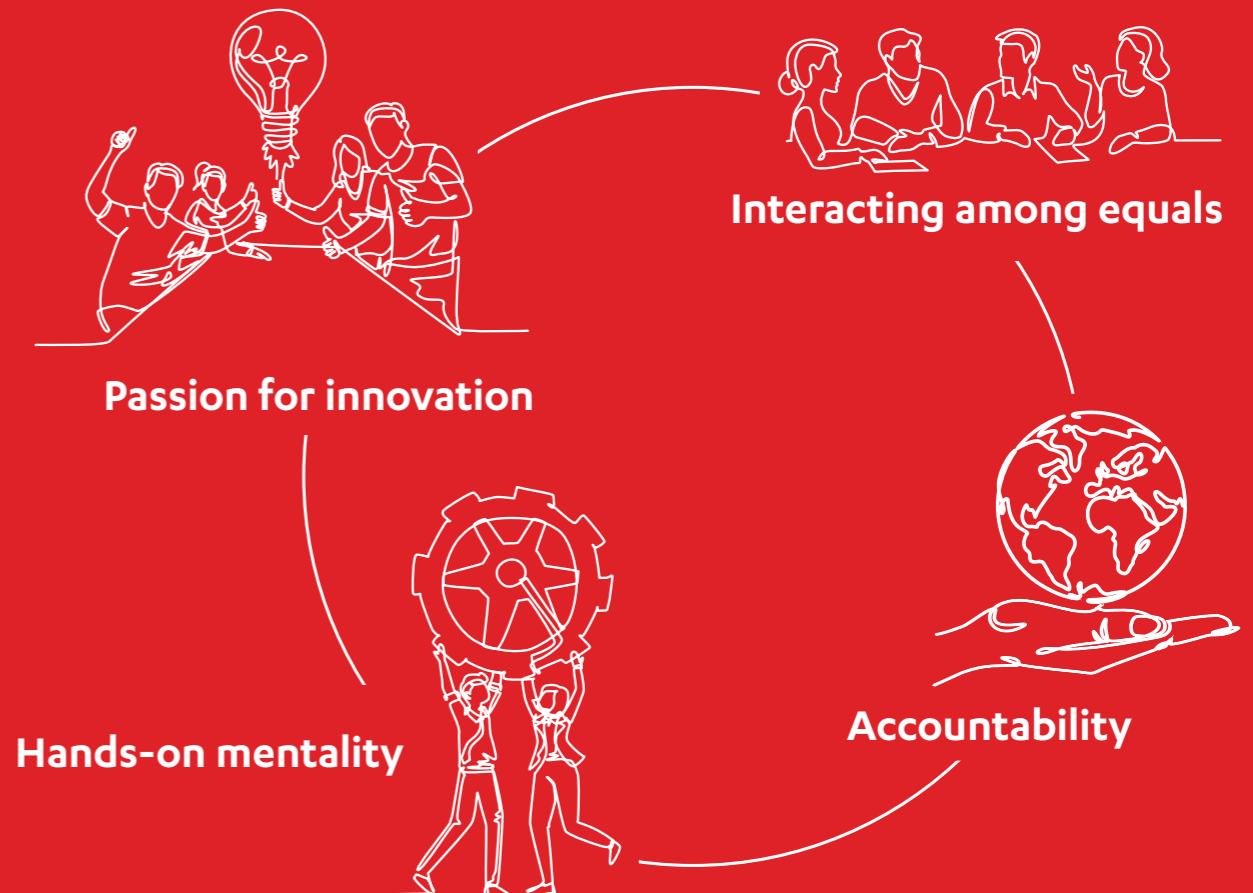 Interacting among equals
Passion for innovation
Accountability
Hands-on mentality